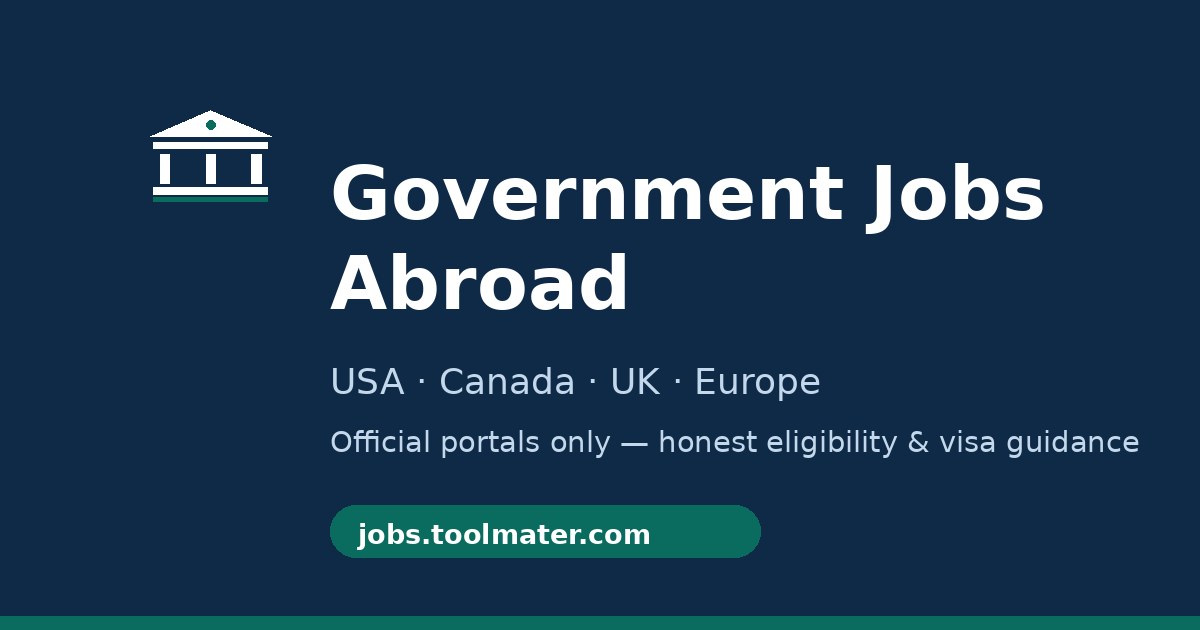 Government Jobs
Abroad
USA · Canada · UK · Europe
Official portals only — honest eligibility & visa guidance
jobs.toolmater.com